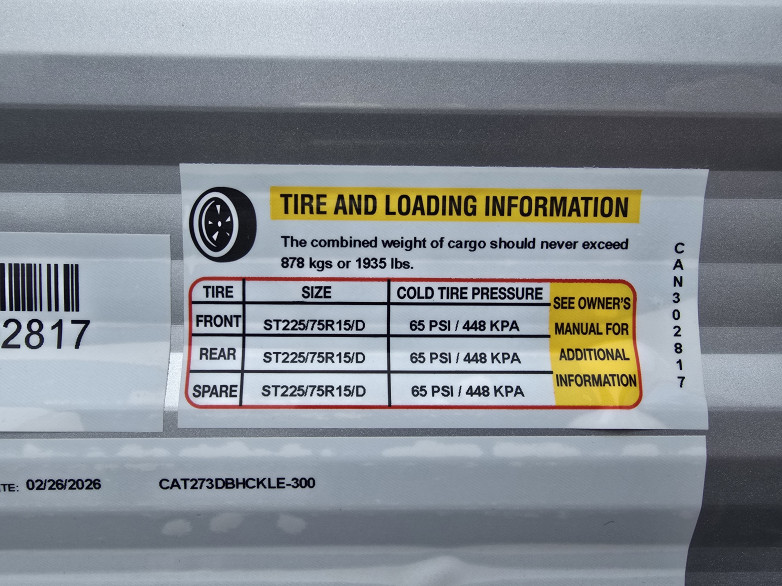 TIRE AND LOADING INFORMATION
The combined weight of cargo should never exceed
878 kgs or 1935 lbs.
TIRE SIZE COLD TIRE PRESSURE
FRONT ST225/75R15/D 65 PSI / 448 KPA
REAR ST225/75R15/D 65 PSI / 448 KPA
SPARE ST225/75R15/D 65 PSI / 448 KPA
SEE OWNER'S
MANUAL FOR
ADDITIONAL
INFORMATION
CAN302817
2817
TE: 02/26/2026 CAT273DBHCKLE-300